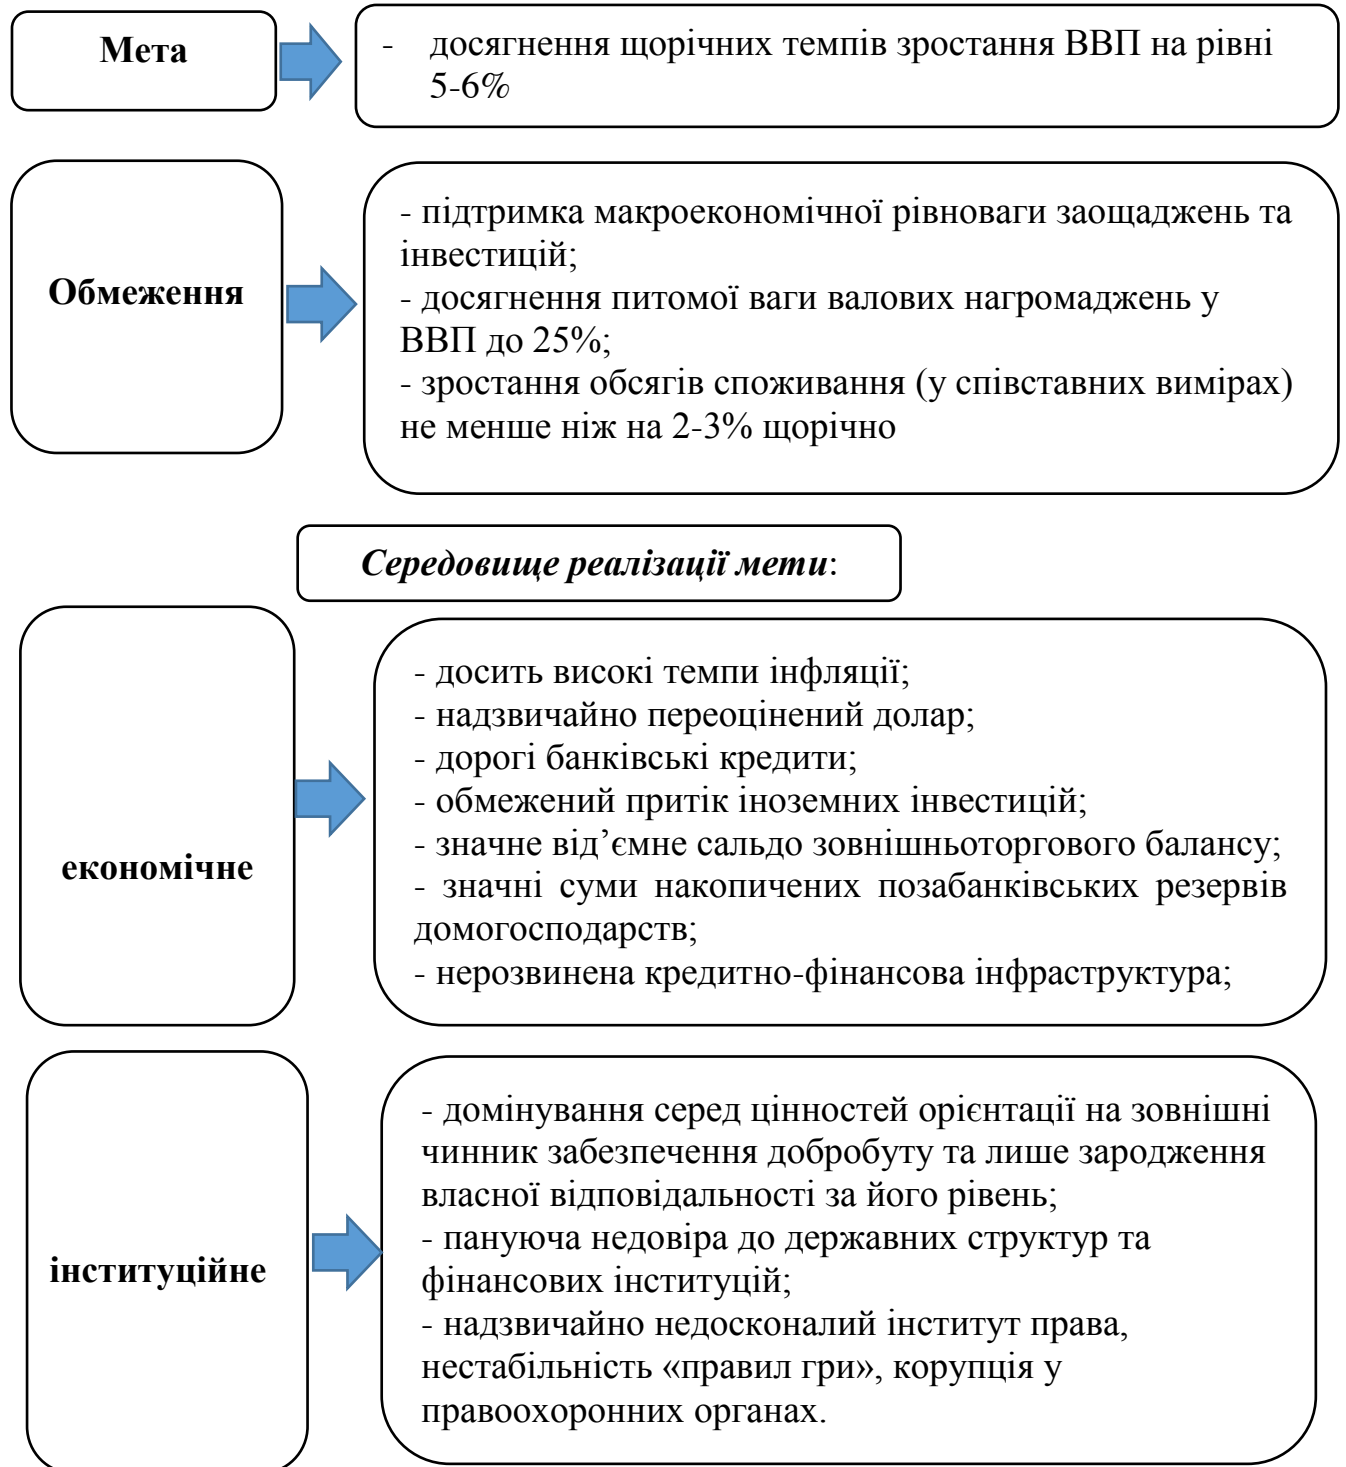 Мета
- досягнення щорічних темпів зростання ВВП на рівні
5-6%
Обмеження
- підтримка макроекономічної рівноваги заощаджень та
інвестицій;
- досягнення питомої ваги валових нагромаджень у
ВВП до 25%;
- зростання обсягів споживання (у співставних вимірах)
не менше ніж на 2-3% щорічно
Середовище реалізації мети:
економічне
- досить високі темпи інфляції;
- надзвичайно переоцінений долар;
- дорогі банківські кредити;
- обмежений притік іноземних інвестицій;
- значне від’ємне сальдо зовнішньоторгового балансу;
- значні суми накопичених позабанківських резервів
домогосподарств;
- нерозвинена кредитно-фінансова інфраструктура;
інституційне
- домінування серед цінностей орієнтації на зовнішні
чинник забезпечення добробуту та лише зародження
власної відповідальності за його рівень;
- пануюча недовіра до державних структур та
фінансових інституцій;
- надзвичайно недосконалий інститут права,
нестабільність «правил гри», корупція у
правоохоронних органах.